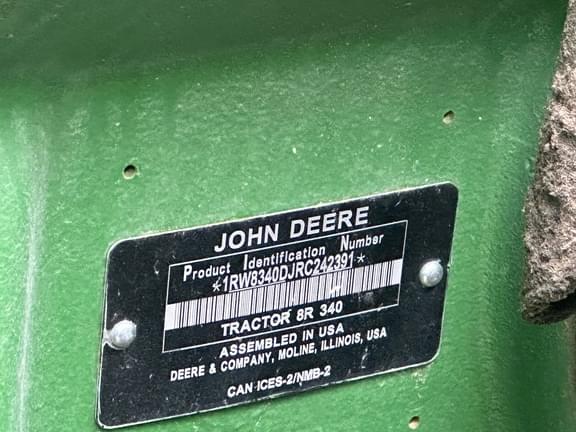 JOHN DEERE
Product Identification Number
*1RW8340DJRC242391*
TRACTOR 8R 340
ASSEMBLED IN USA
DEERE & COMPANY, MOLINE, ILLINOIS, USA
CAN ICES-2/NMB-2